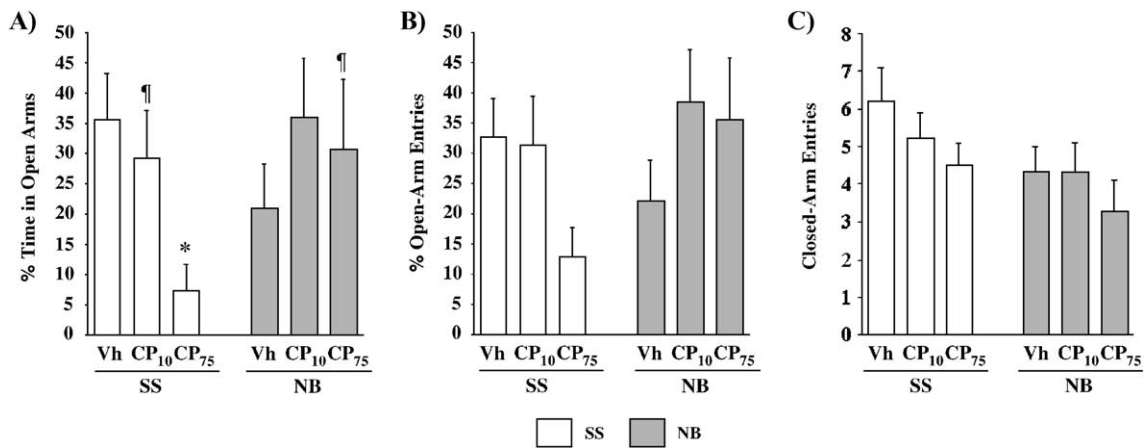 A)
% Time in Open Arms
50
45
40
35
30
25
20
15
10
5
0
¶
*
¶
Vh CP10 CP75
SS
Vh CP10 CP75
NB
B)
% Open-Arm Entries
50
45
40
35
30
25
20
15
10
5
0
Vh CP10 CP75
SS
Vh CP10 CP75
NB
C)
Closed-Arm Entries
8
7
6
5
4
3
2
1
0
Vh CP10 CP75
SS
Vh CP10 CP75
NB
SS NB